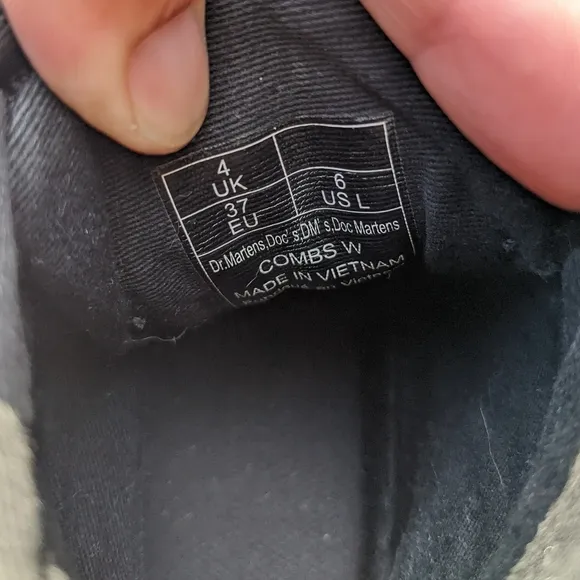 4
UK
37
EU
6
US L
Dr.Martens,Doc's,DM's,Doc Martens
COMBS W
MADE IN VIETNAM